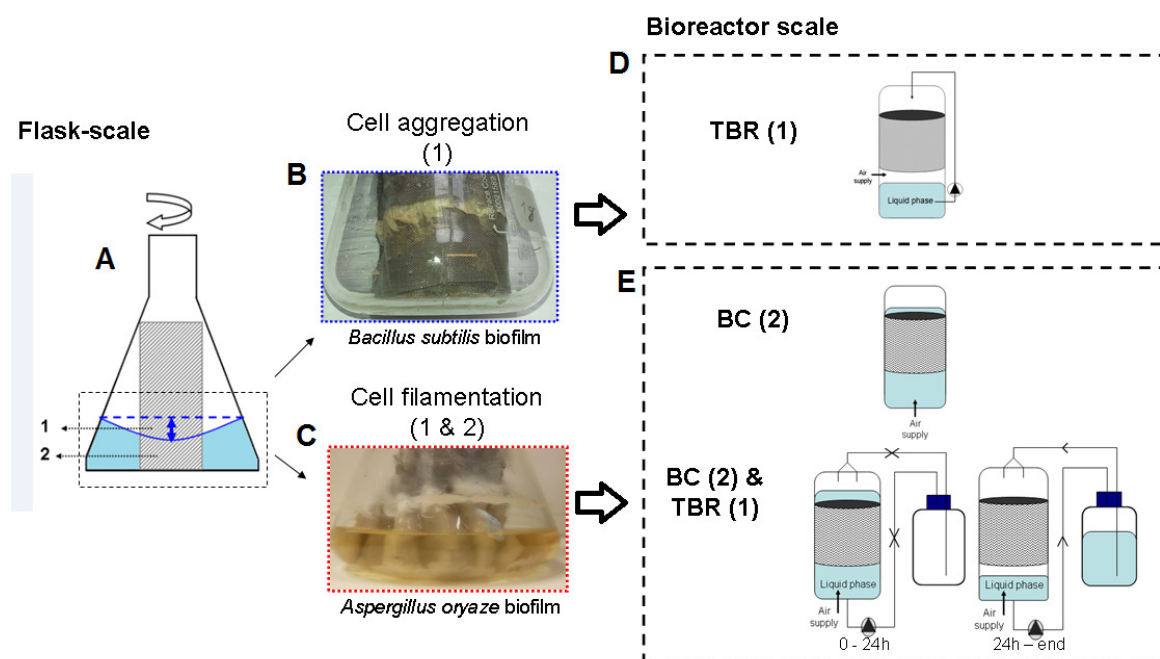 Bioreactor scale
Flask-scale
A
1
2
Cell aggregation
(1)
B
Bacillus subtilis biofilm
Cell filamentation
(1 & 2)
C
Aspergillus oryaze biofilm
D
TBR (1)
Air
supply
Liquid phase
E
BC (2)
Air
supply
BC (2) &
TBR (1)
Liquid phase
Air
supply
0 - 24h
Liquid phase
Air
supply
24h – end